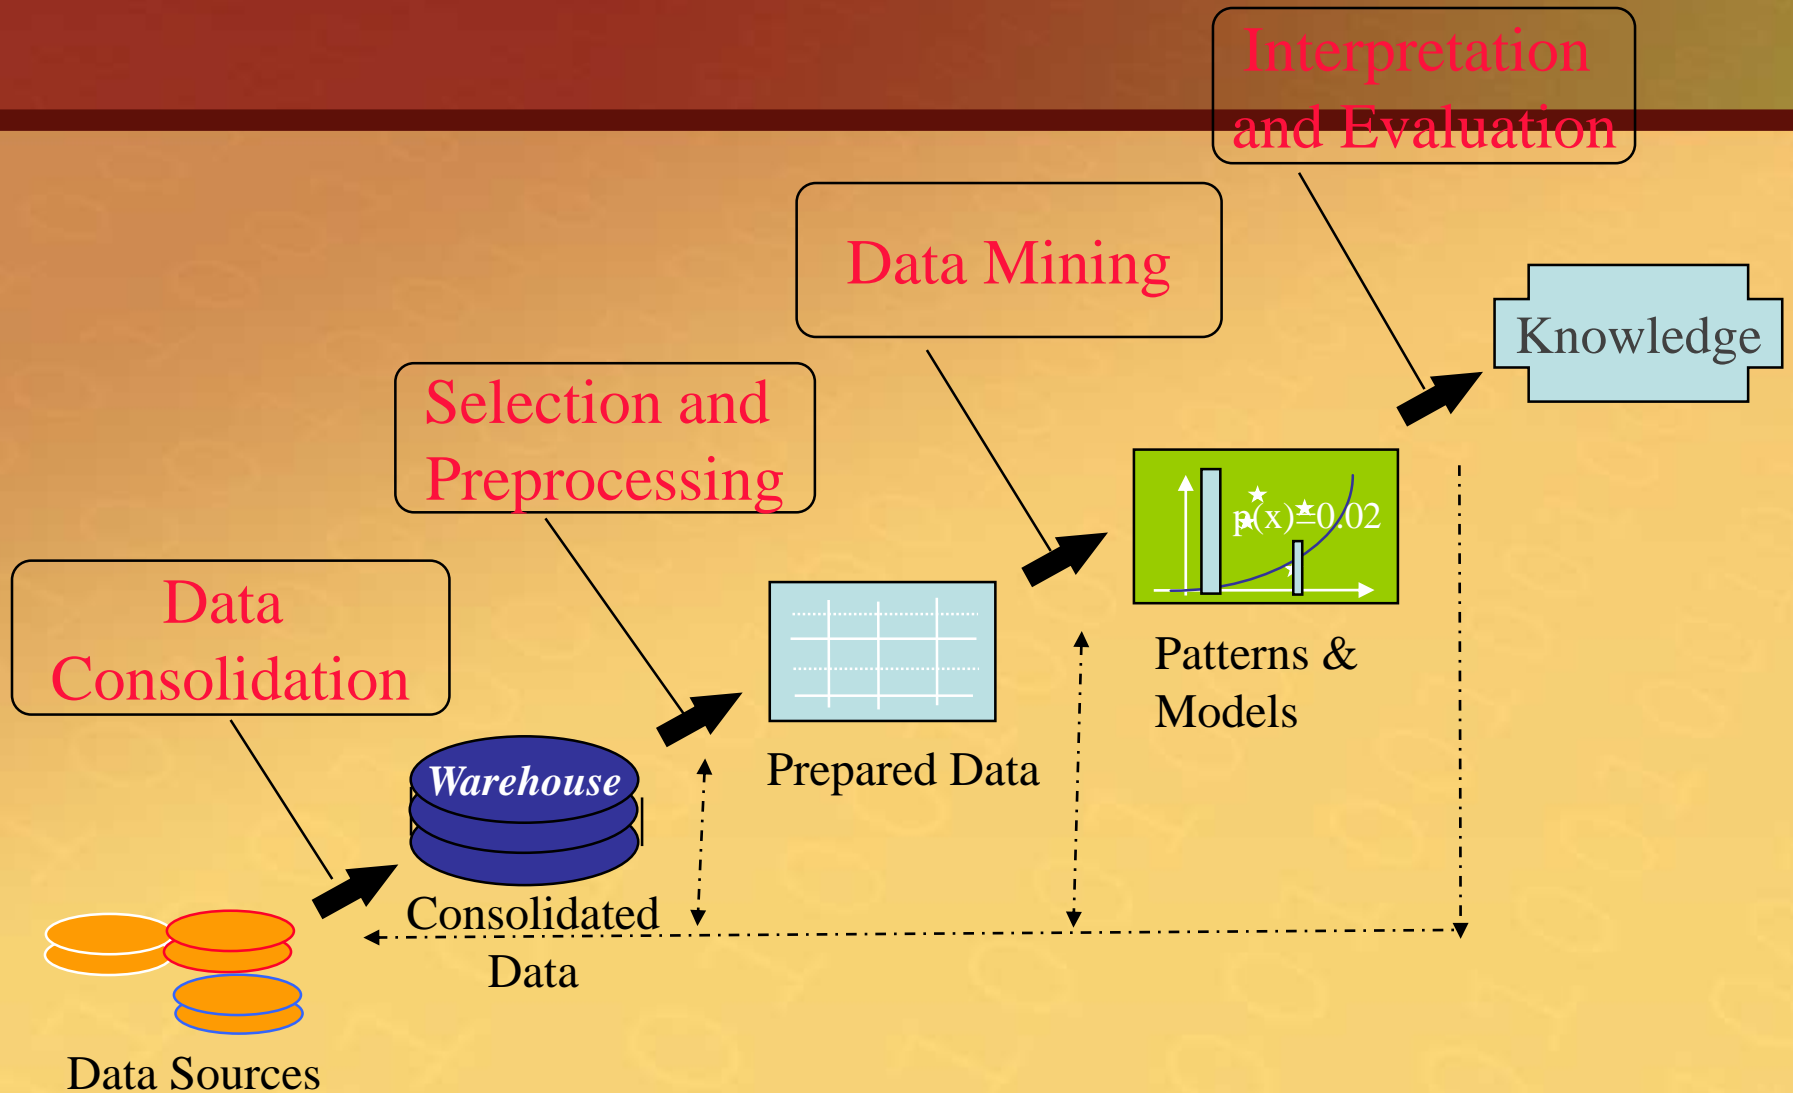 Interpretation
and Evaluation
Data Mining
Knowledge
Selection and
Preprocessing
p(x)=0.02
Data
Consolidation
Patterns &
Models
Warehouse
Prepared Data
Consolidated
Data
Data Sources